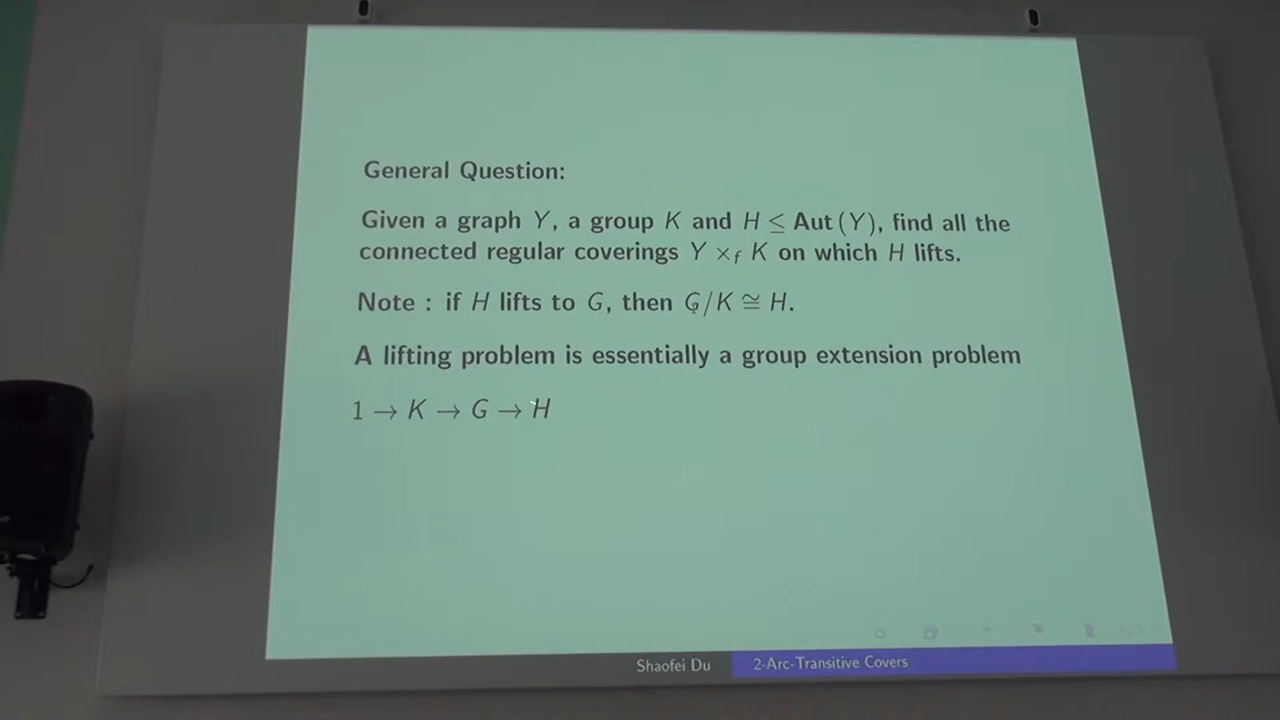 General Question:
Given a graph Y, a group K and H ≤ Aut (Y), find all the
connected regular coverings Y ×f K on which H lifts.
Note : if H lifts to G, then G/K ≅ H.
A lifting problem is essentially a group extension problem
1 → K → G → H
Shaofei Du
2-Arc-Transitive Covers